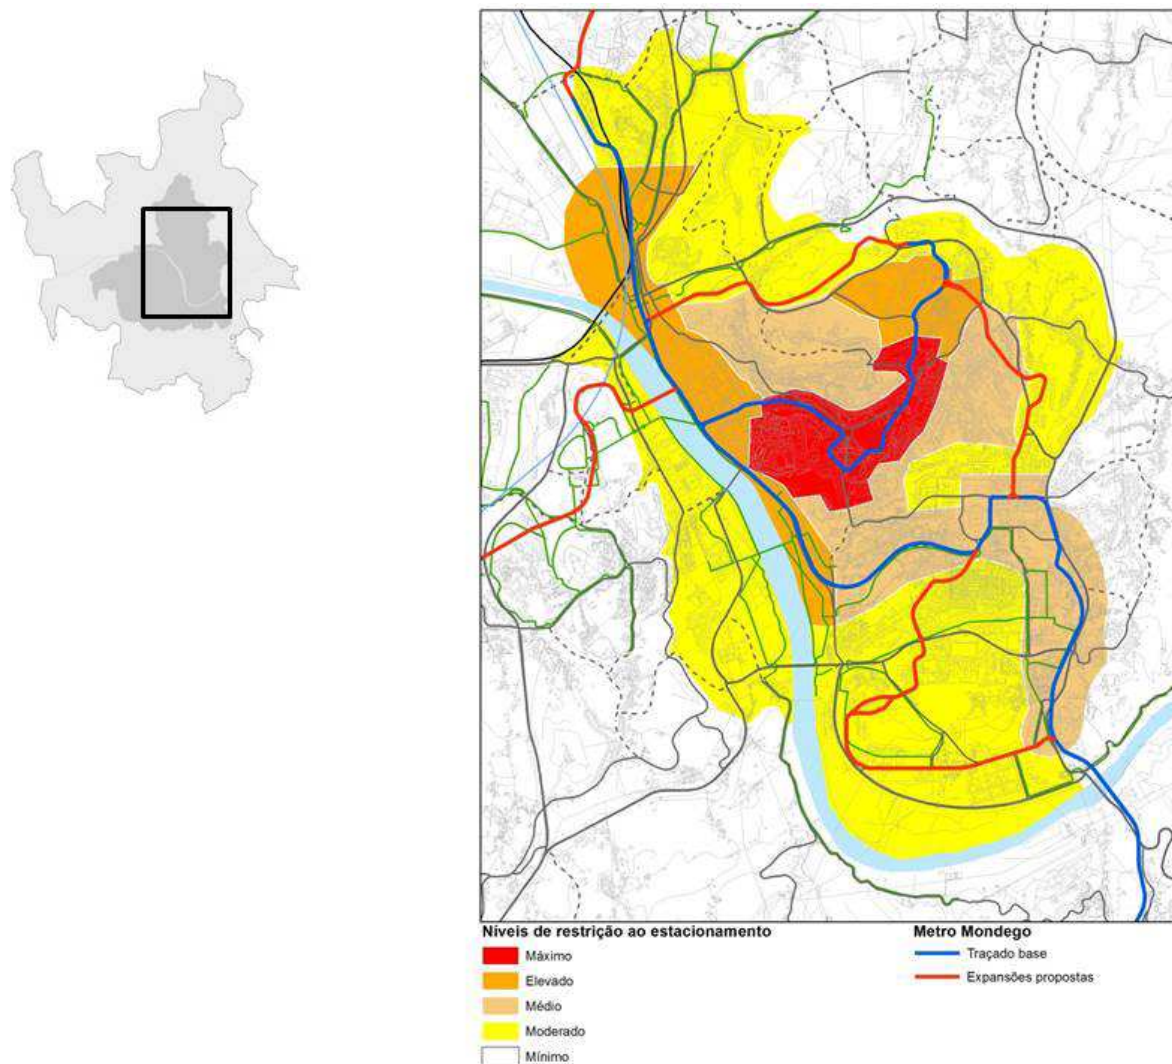 Níveis de restrição ao estacionamento
Máximo
Elevado
Médio
Moderado
Mínimo
Metro Mondego
Traçado base
Expansões propostas